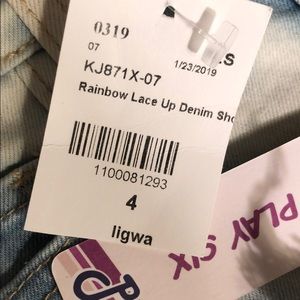 0319
07
1/23/2019
KJ871X-07
Rainbow Lace Up Denim Sho
1100081293
4
ligwa
PLAY SIX